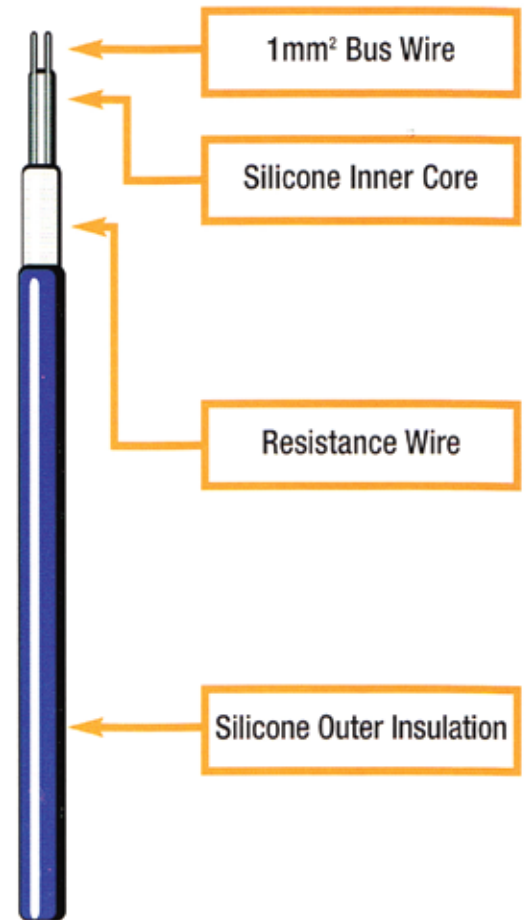 1mm² Bus Wire
Silicone Inner Core
Resistance Wire
Silicone Outer Insulation